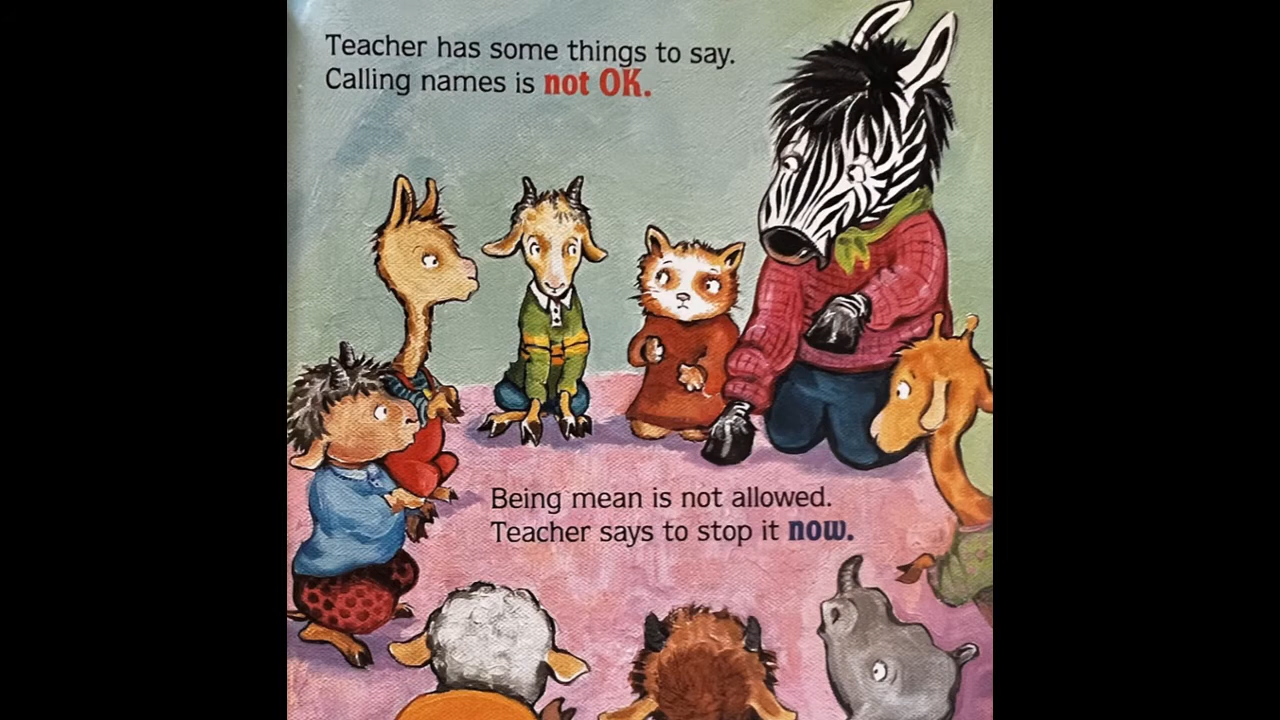 Teacher has some things to say.
Calling names is not OK.
Being mean is not allowed.
Teacher says to stop it now.